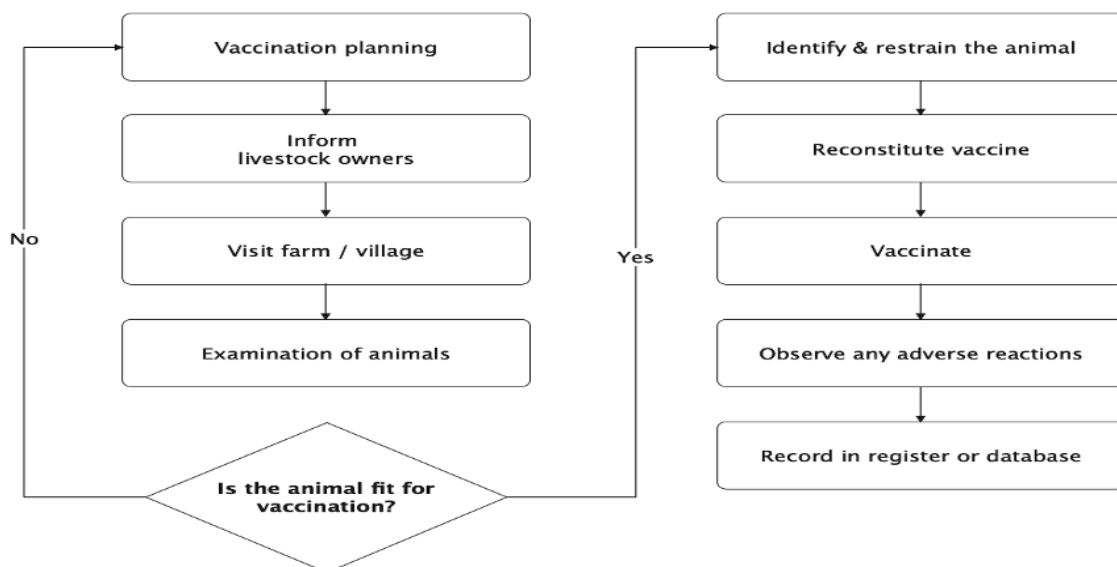 Vaccination planning
Inform
livestock owners
Visit farm / village
Examination of animals
Is the animal fit for
vaccination?
No
Yes
Identify & restrain the animal
Reconstitute vaccine
Vaccinate
Observe any adverse reactions
Record in register or database